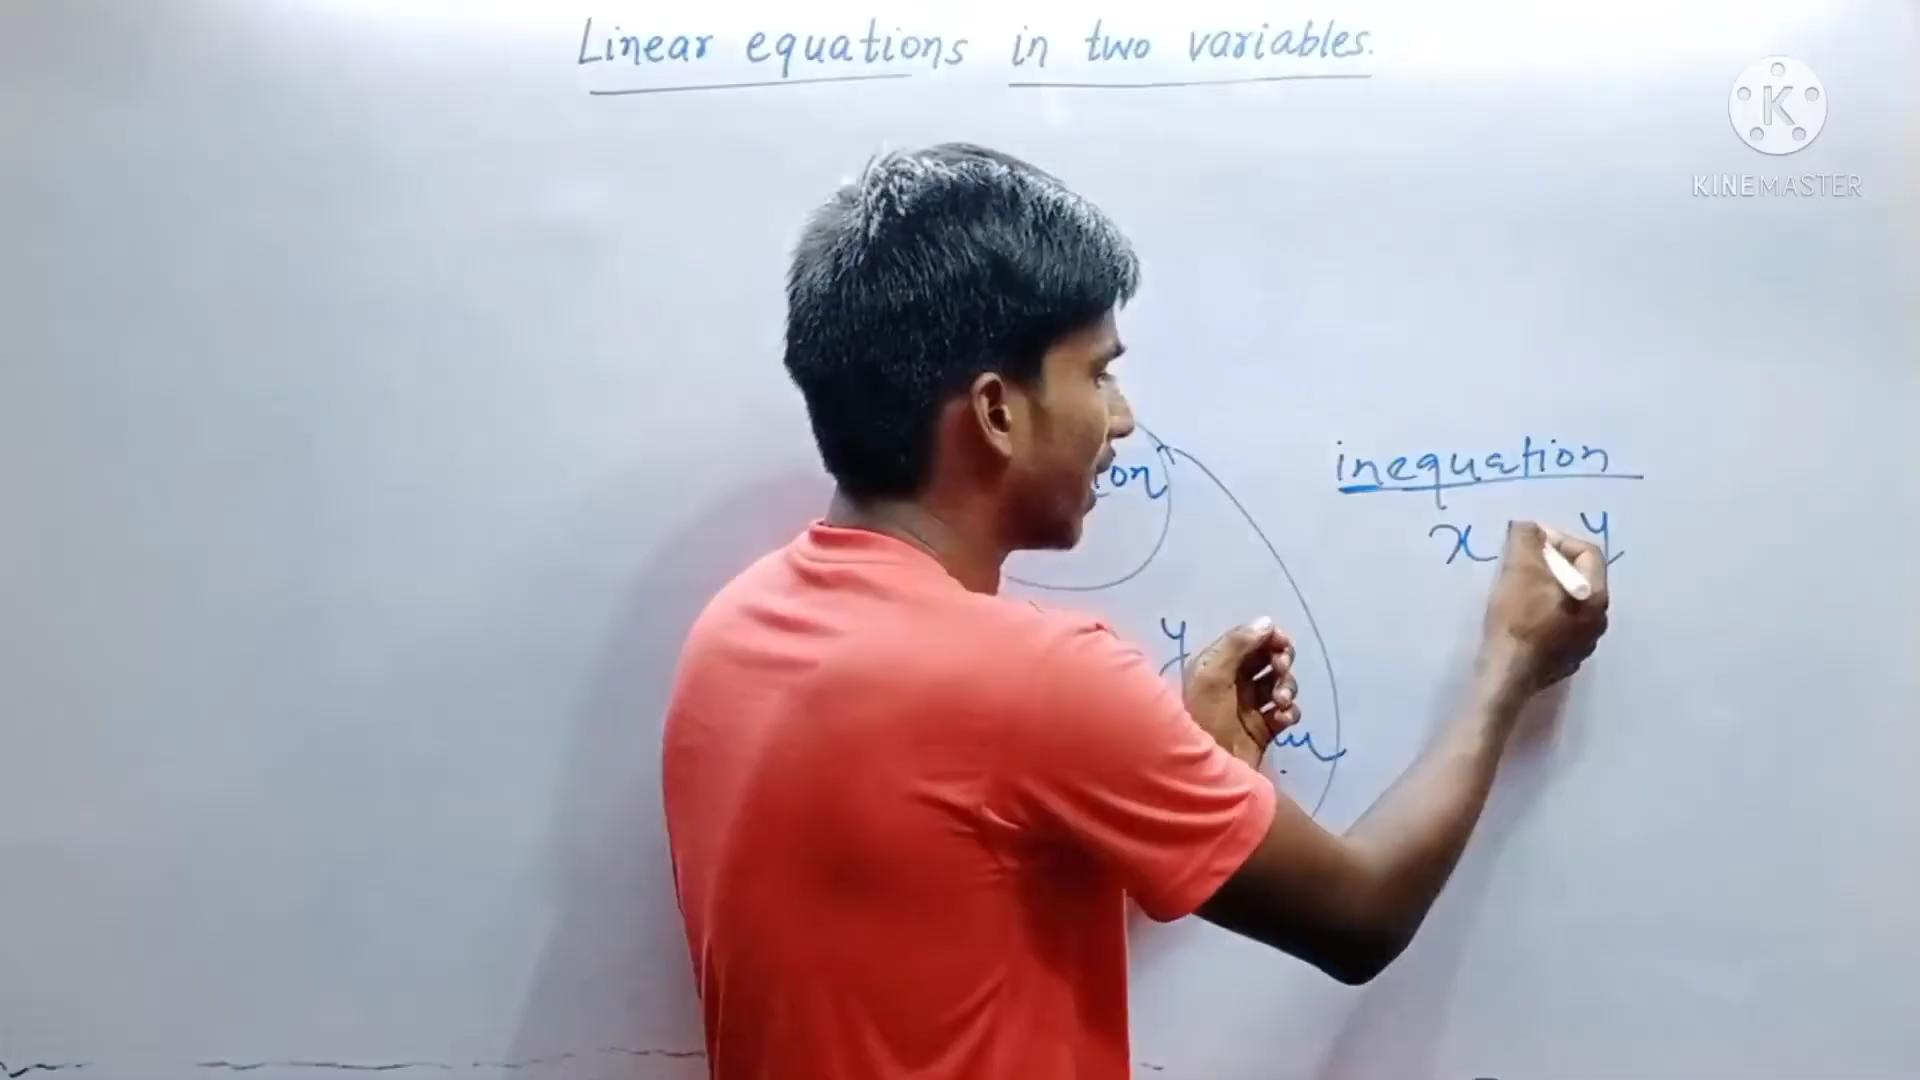 Linear equations in two variables.
KINEMASTER
inequation
x y
y